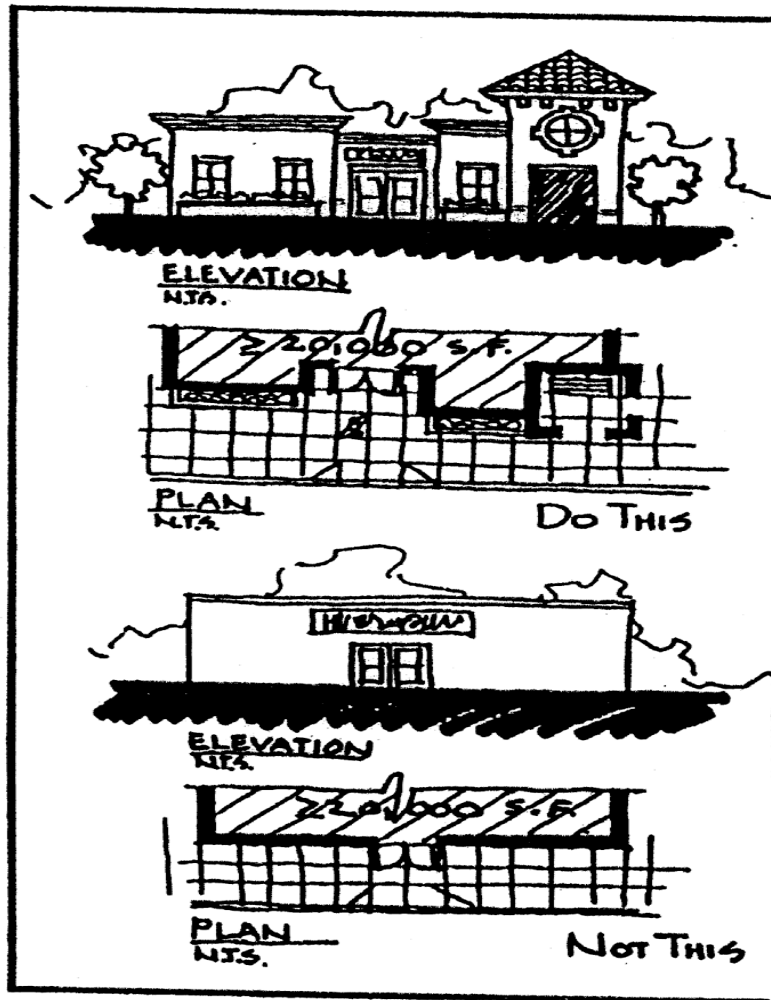 ELEVATION
N.T.S.
≥ 20,000 S.F.
PLAN
N.T.S.
DO THIS
ELEVATION
N.T.S.
≥ 20,000 S.F.
PLAN
N.T.S.
NOT THIS